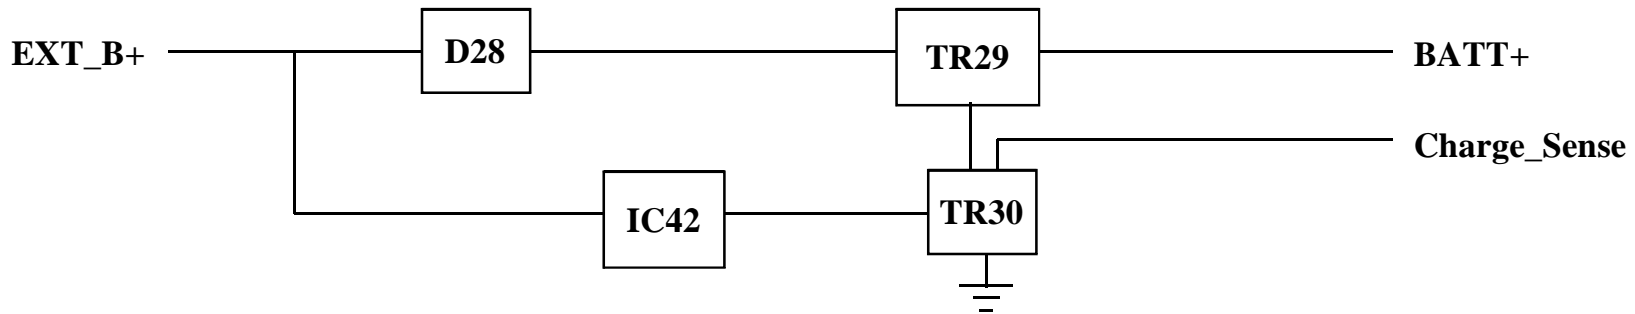 EXT_B+
D28
TR29
BATT+
Charge_Sense
IC42
TR30